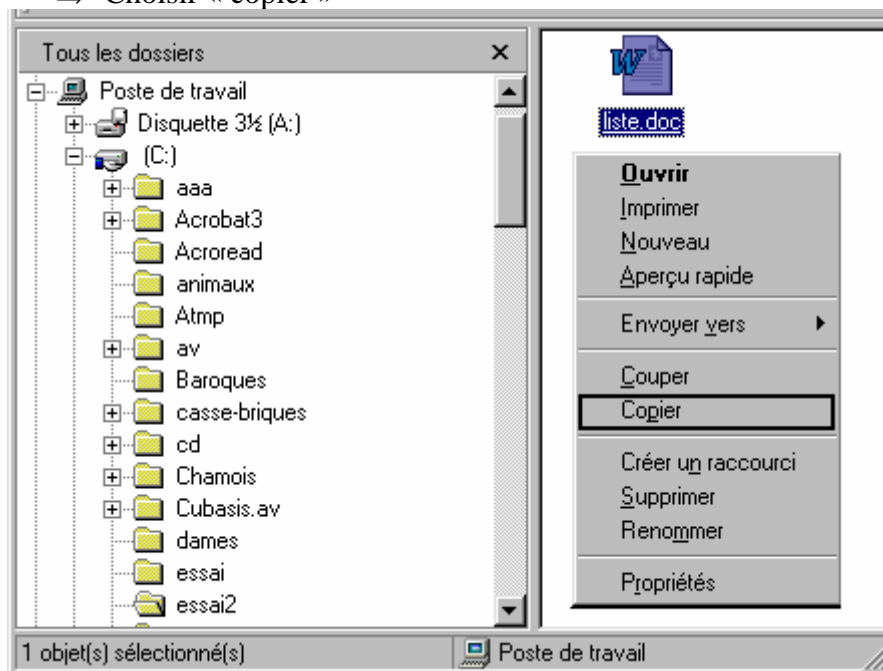 → Choisir « copier »
Tous les dossiers
Poste de travail
Disquette 3½ (A:)
(C:)
aaa
Acrobat3
Acroread
animaux
Atmp
av
Baroques
casse-briques
cd
Chamois
Cubasis.av
dames
essai
essai2
liste.doc
Ouvrir
Imprimer
Nouveau
Aperçu rapide
Envoyer vers
Couper
Copier
Créer un raccourci
Supprimer
Renommer
Propriétés
1 objet(s) sélectionné(s)
Poste de travail